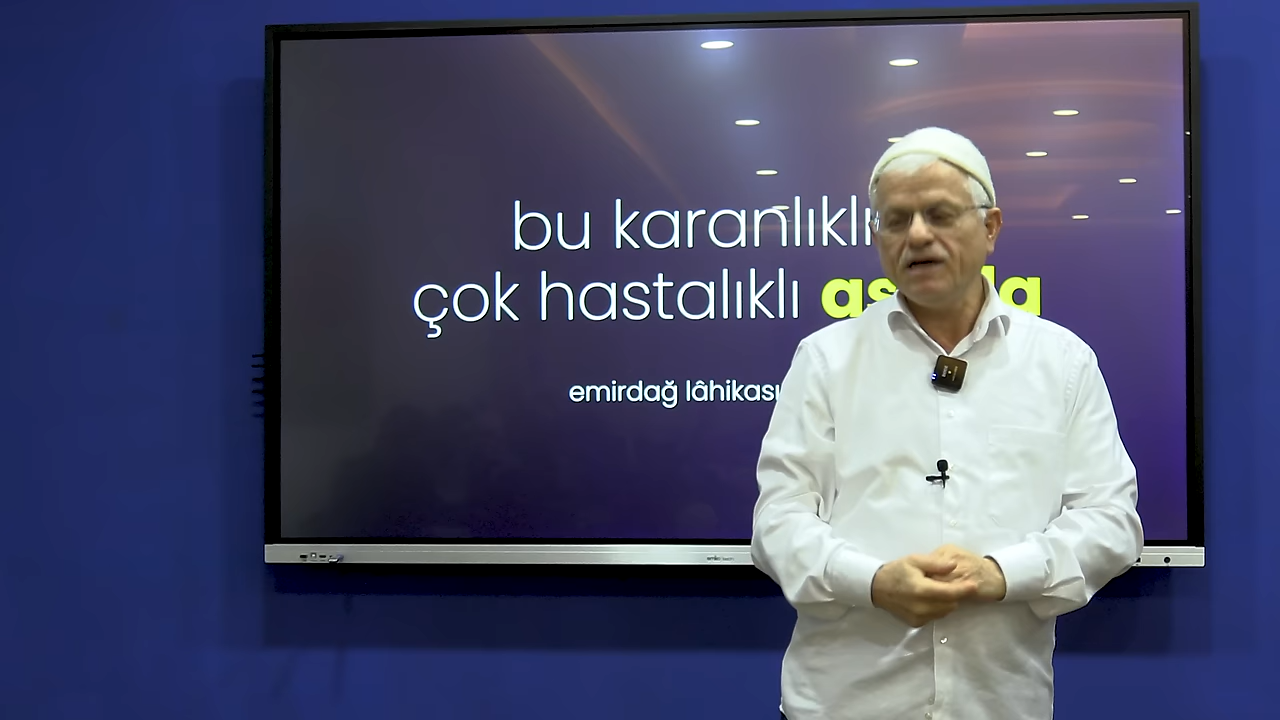 bu karanlıklı
çok hastalıklı
emirdağ lâhikası